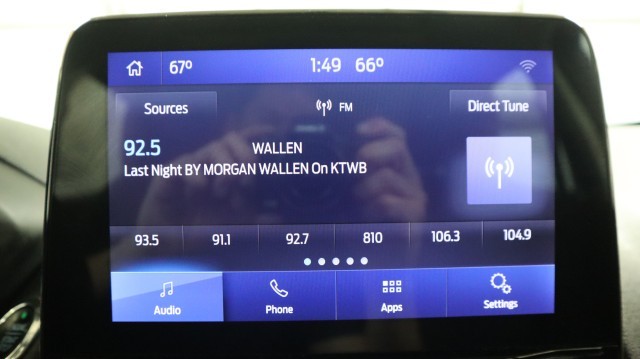 67° 1:49 66°
Sources FM Direct Tune
92.5 WALLEN
Last Night BY MORGAN WALLEN On KTWB
93.5 91.1 92.7 810 106.3 104.9
Audio Phone Apps Settings